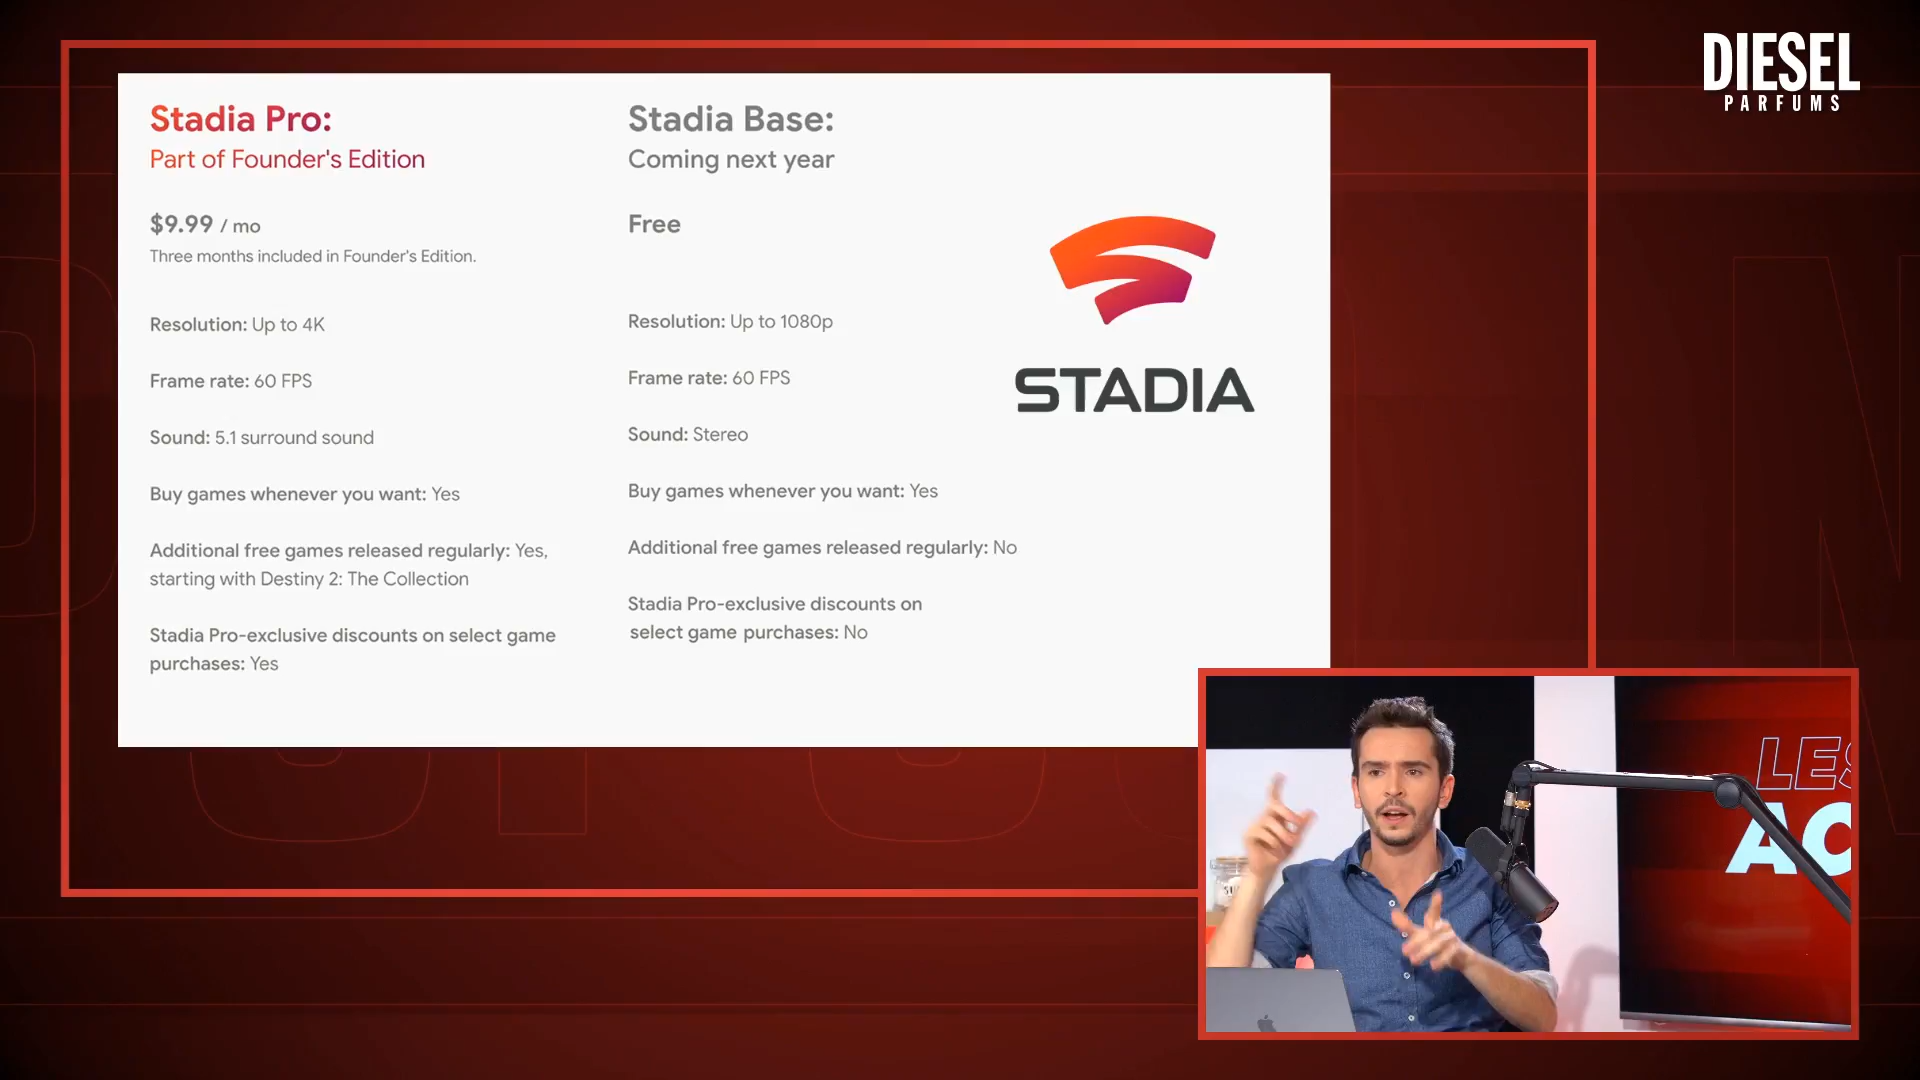 DIESEL
PARFUMS
Stadia Pro:
Part of Founder's Edition
$9.99 / mo
Three months included in Founder's Edition.
Resolution: Up to 4K
Frame rate: 60 FPS
Sound: 5.1 surround sound
Buy games whenever you want: Yes
Additional free games released regularly: Yes,
starting with Destiny 2: The Collection
Stadia Pro-exclusive discounts on select game
purchases: Yes
Stadia Base:
Coming next year
Free
Resolution: Up to 1080p
Frame rate: 60 FPS
Sound: Stereo
Buy games whenever you want: Yes
Additional free games released regularly: No
Stadia Pro-exclusive discounts on
select game purchases: No
STADIA
LES
AC